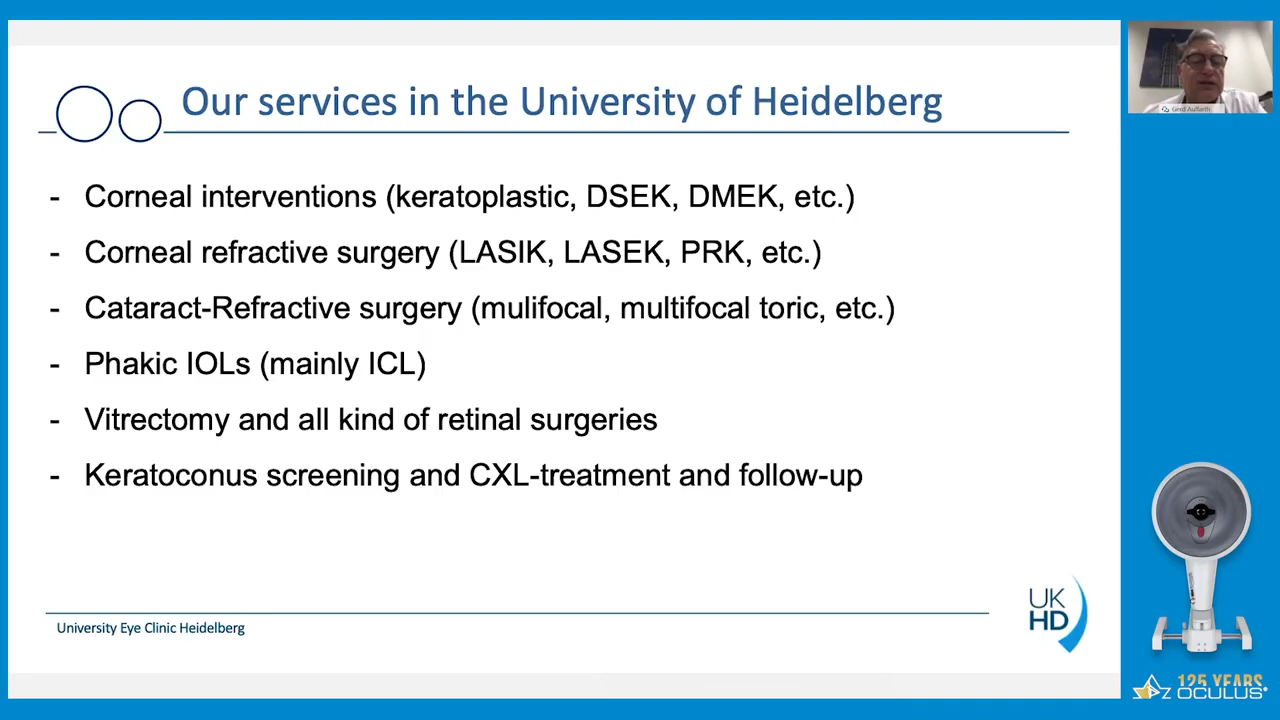 Our services in the University of Heidelberg
- Corneal interventions (keratoplastic, DSEK, DMEK, etc.)
- Corneal refractive surgery (LASIK, LASEK, PRK, etc.)
- Cataract-Refractive surgery (mulifocal, multifocal toric, etc.)
- Phakic IOLs (mainly ICL)
- Vitrectomy and all kind of retinal surgeries
- Keratoconus screening and CXL-treatment and follow-up
University Eye Clinic Heidelberg
UK
HD
Gerd Auffarth
125 YEARS
OCULUS®